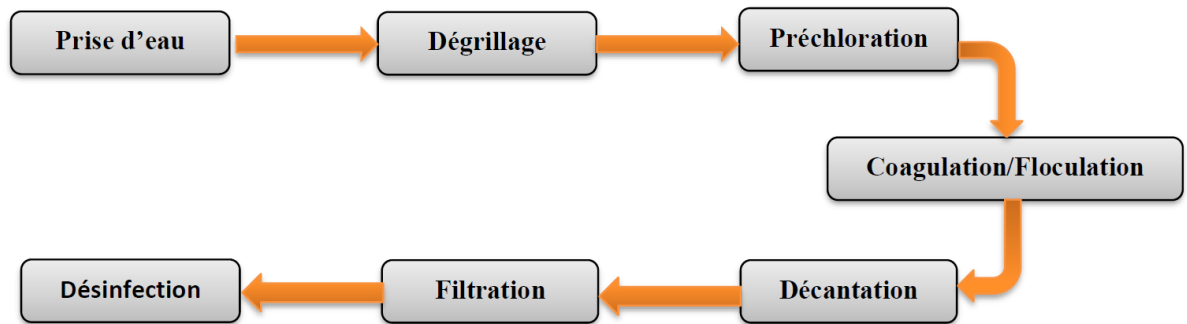 Prise d’eau
Dégrillage
Préchloration
Coagulation/Floculation
Décantation
Filtration
Désinfection